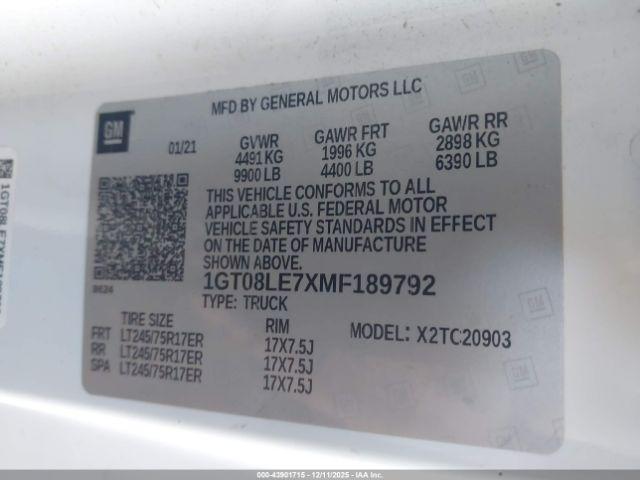 MFD BY GENERAL MOTORS LLC
GM
01/21
GVWR
4491 KG
9900 LB
GAWR FRT
1996 KG
4400 LB
GAWR RR
2898 KG
6390 LB
THIS VEHICLE CONFORMS TO ALL
APPLICABLE U.S. FEDERAL MOTOR
VEHICLE SAFETY STANDARDS IN EFFECT
ON THE DATE OF MANUFACTURE
SHOWN ABOVE.
1GT08LE7XMF189792
TYPE: TRUCK
TIRE SIZE RIM
FRT LT245/75R17ER 17X7.5J
RR LT245/75R17ER 17X7.5J
SPA LT245/75R17ER 17X7.5J
MODEL: X2TC20903
000-43901715 - 12/11/2025 - IAA Inc.